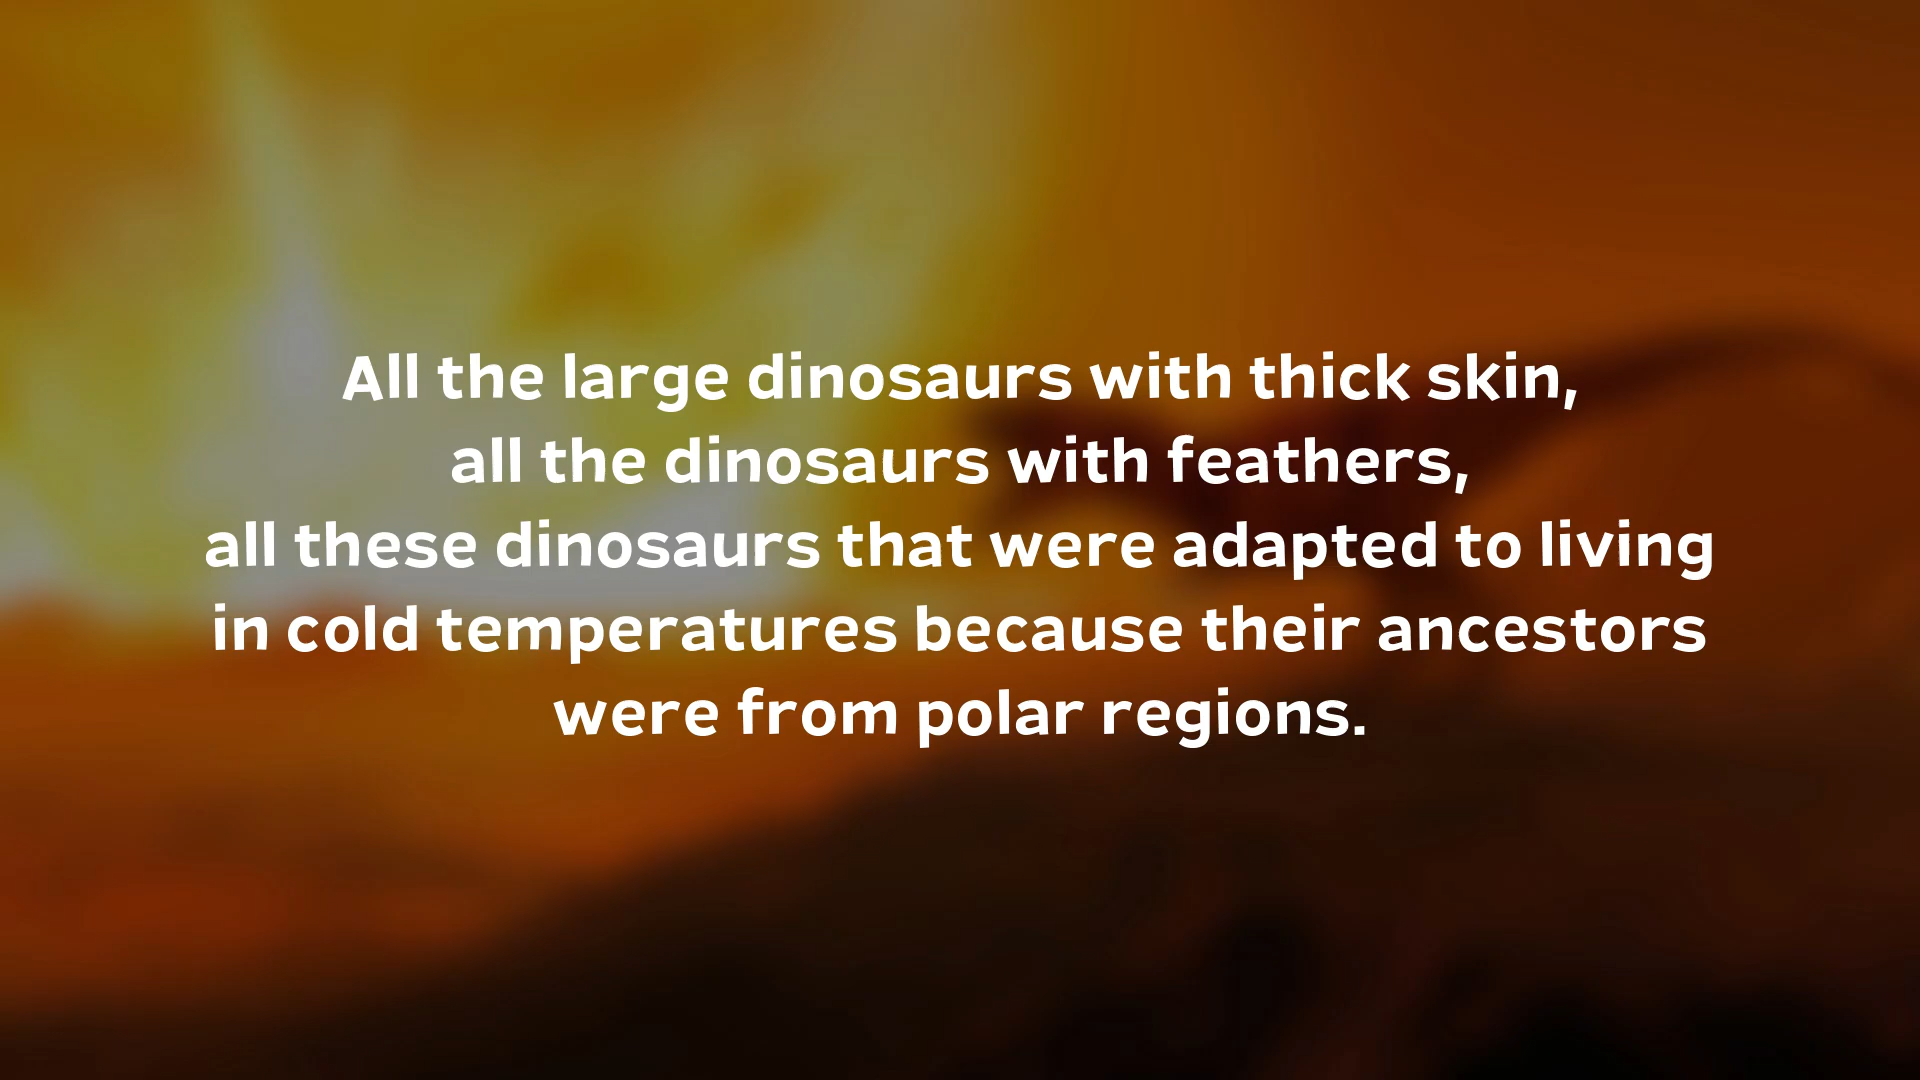 All the large dinosaurs with thick skin,
all the dinosaurs with feathers,
all these dinosaurs that were adapted to living
in cold temperatures because their ancestors
were from polar regions.